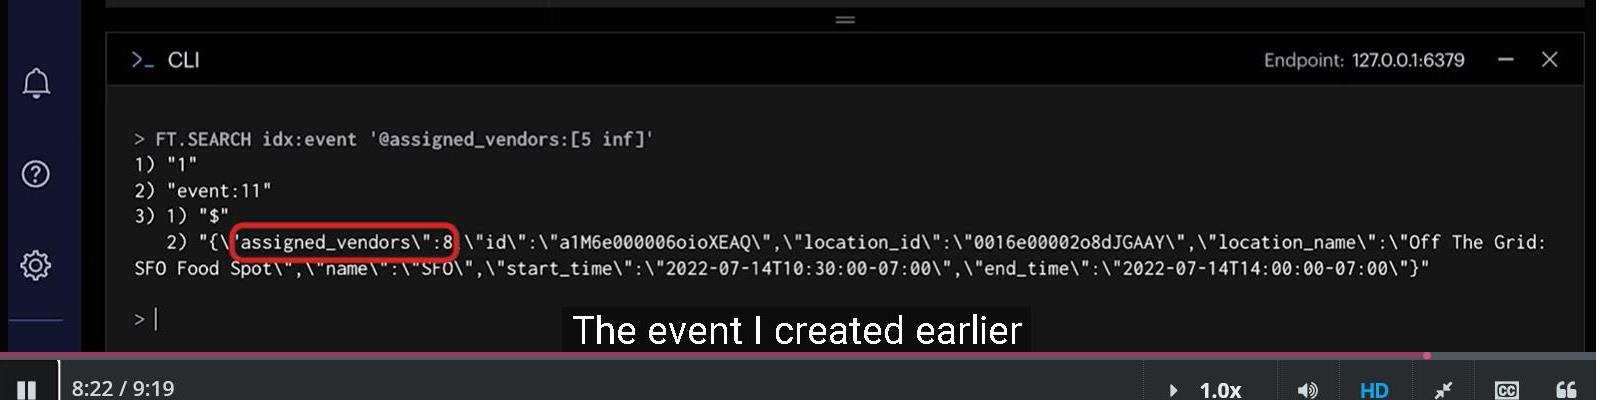 >_ CLI
Endpoint: 127.0.0.1:6379
> FT.SEARCH idx:event '@assigned_vendors:[5 inf]'
1) "1"
2) "event:11"
3) 1) "$"
2) "{\"assigned_vendors\":8,\"id\":\"a1M6e000006oioXEAQ\",\"location_id\":\"0016e00002o8dJGAAY\",\"location_name\":\"Off The Grid:
SFO Food Spot\",\"name\":\"SFO\",\"start_time\":\"2022-07-14T10:30:00-07:00\",\"end_time\":\"2022-07-14T14:00:00-07:00\"}"
>
The event I created earlier
8:22 / 9:19
1.0x
HD
CC